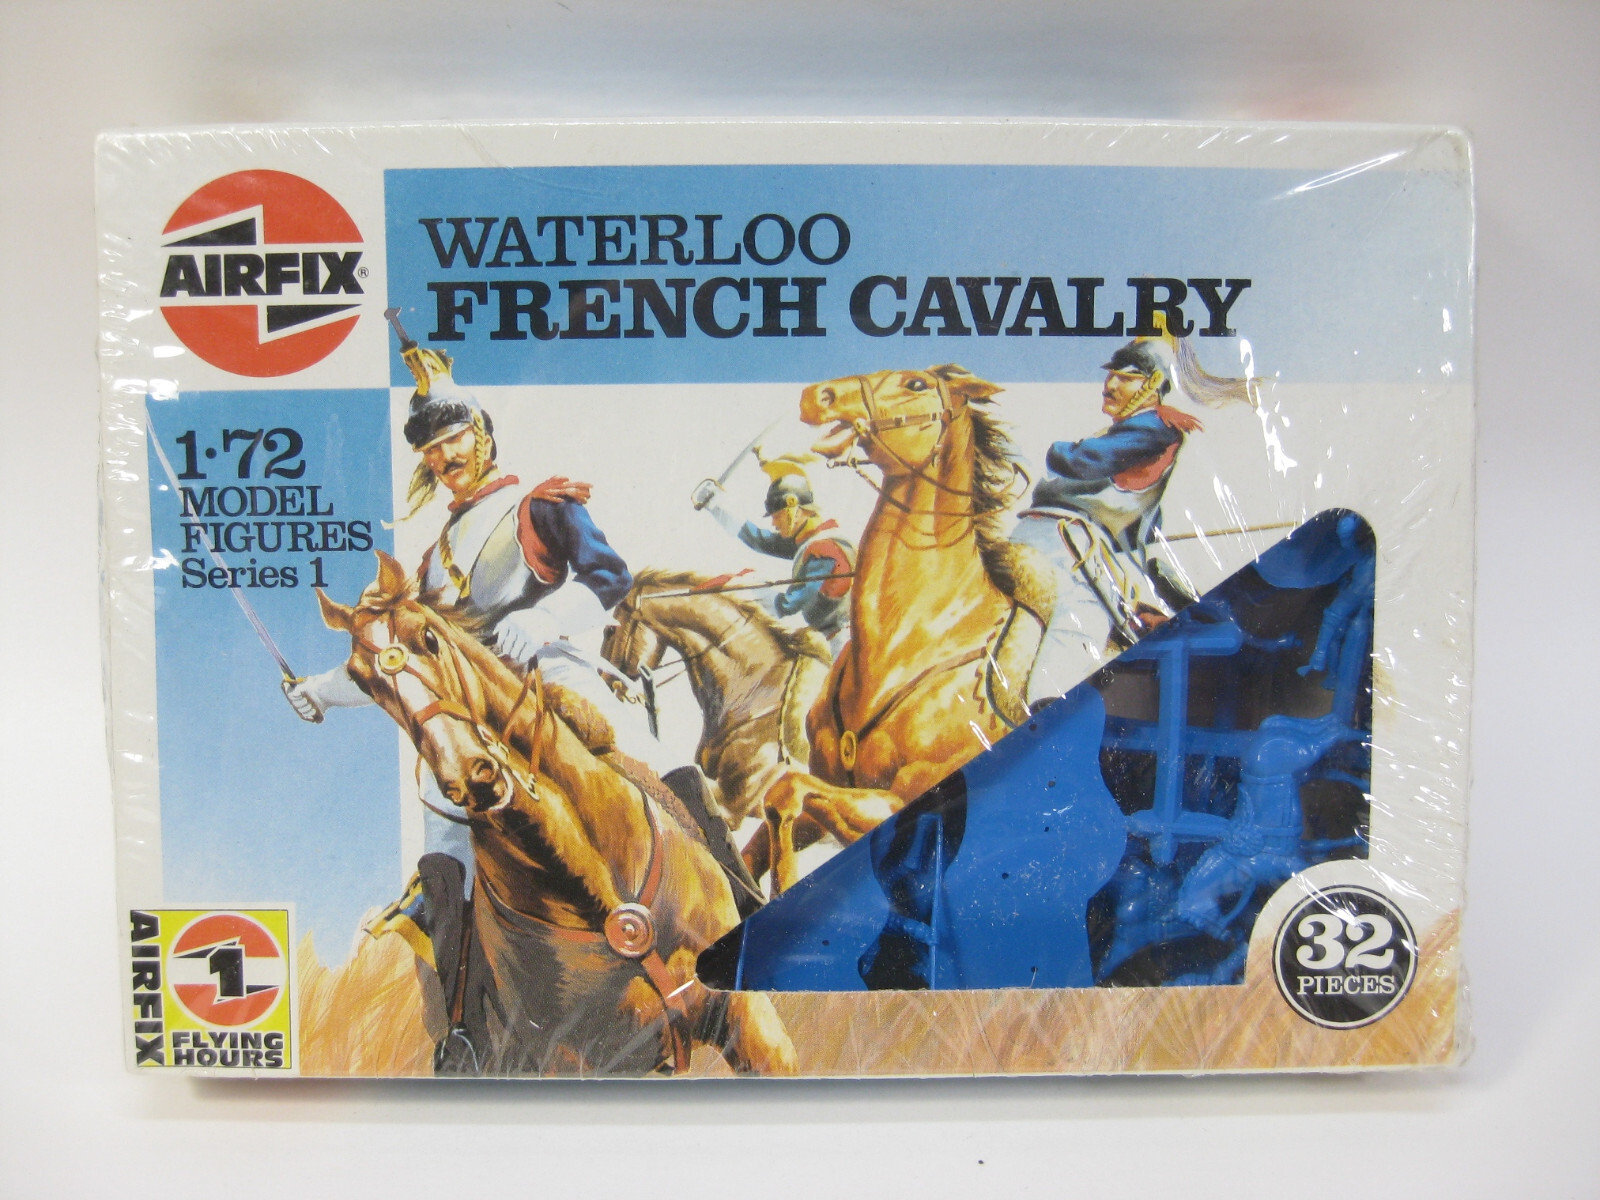 AIRFIX®
WATERLOO
FRENCH CAVALRY
1·72
MODEL
FIGURES
Series 1
AIRFIX
1
FLYING
HOURS
32
PIECES